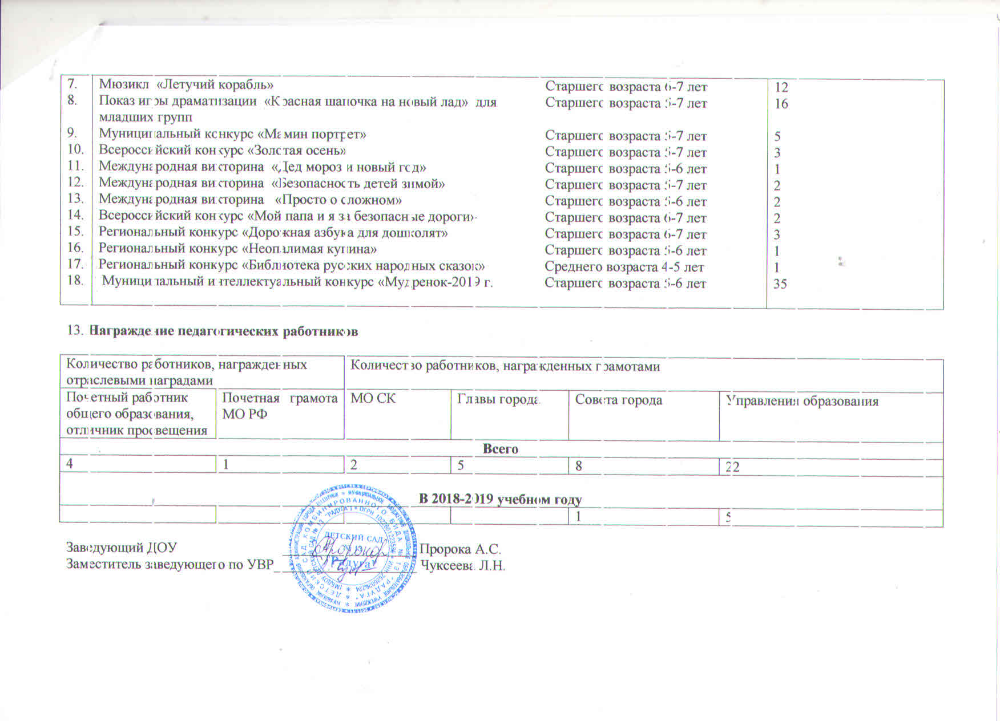 7. Мюзикл «Летучий корабль» Старшего возраста 6-7 лет 12
8. Показ игры драматизации «Красная шапочка на новый лад» для Старшего возраста 5-7 лет 16
младших групп
9. Муниципальный конкурс «Мамин портрет» Старшего возраста 5-7 лет 5
10. Всероссийский конкурс «Золотая осень» Старшего возраста 5-7 лет 3
11. Международная викторина «Дед мороз и новый год» Старшего возраста 5-6 лет 1
12. Международная викторина «Безопасность детей зимой» Старшего возраста 5-7 лет 2
13. Международная викторина «Просто о сложном» Старшего возраста 5-6 лет 2
14. Всероссийский конкурс «Мой папа и я за безопасные дороги» Старшего возраста 6-7 лет 2
15. Региональный конкурс «Дорожная азбука для дошколят» Старшего возраста 6-7 лет 3
16. Региональный конкурс «Неопалимая купина» Старшего возраста 5-6 лет 1
17. Региональный конкурс «Библиотека русских народных сказок» Среднего возраста 4-5 лет 1
18. Муниципальный интеллектуальный конкурс «Мудренок-2019 г. Старшего возраста 5-6 лет 35
13. Награждение педагогических работников
Количество работников, награжденных
отраслевыми наградами
Количество работников, награжденных грамотами
Почетный работник
общего образования,
отличник просвещения
Почетная грамота
МО РФ
МО СК
Главы города
Совета города
Управления образования
Всего
4 1 2 5 8 22
В 2018-2019 учебном году
1 5
Заведующий ДОУ Пророка А.С.
Заместитель заведующего по УВР Чуксеева Л.Н.
ДЕТСКИЙ САД
№ 13
"Радуга"